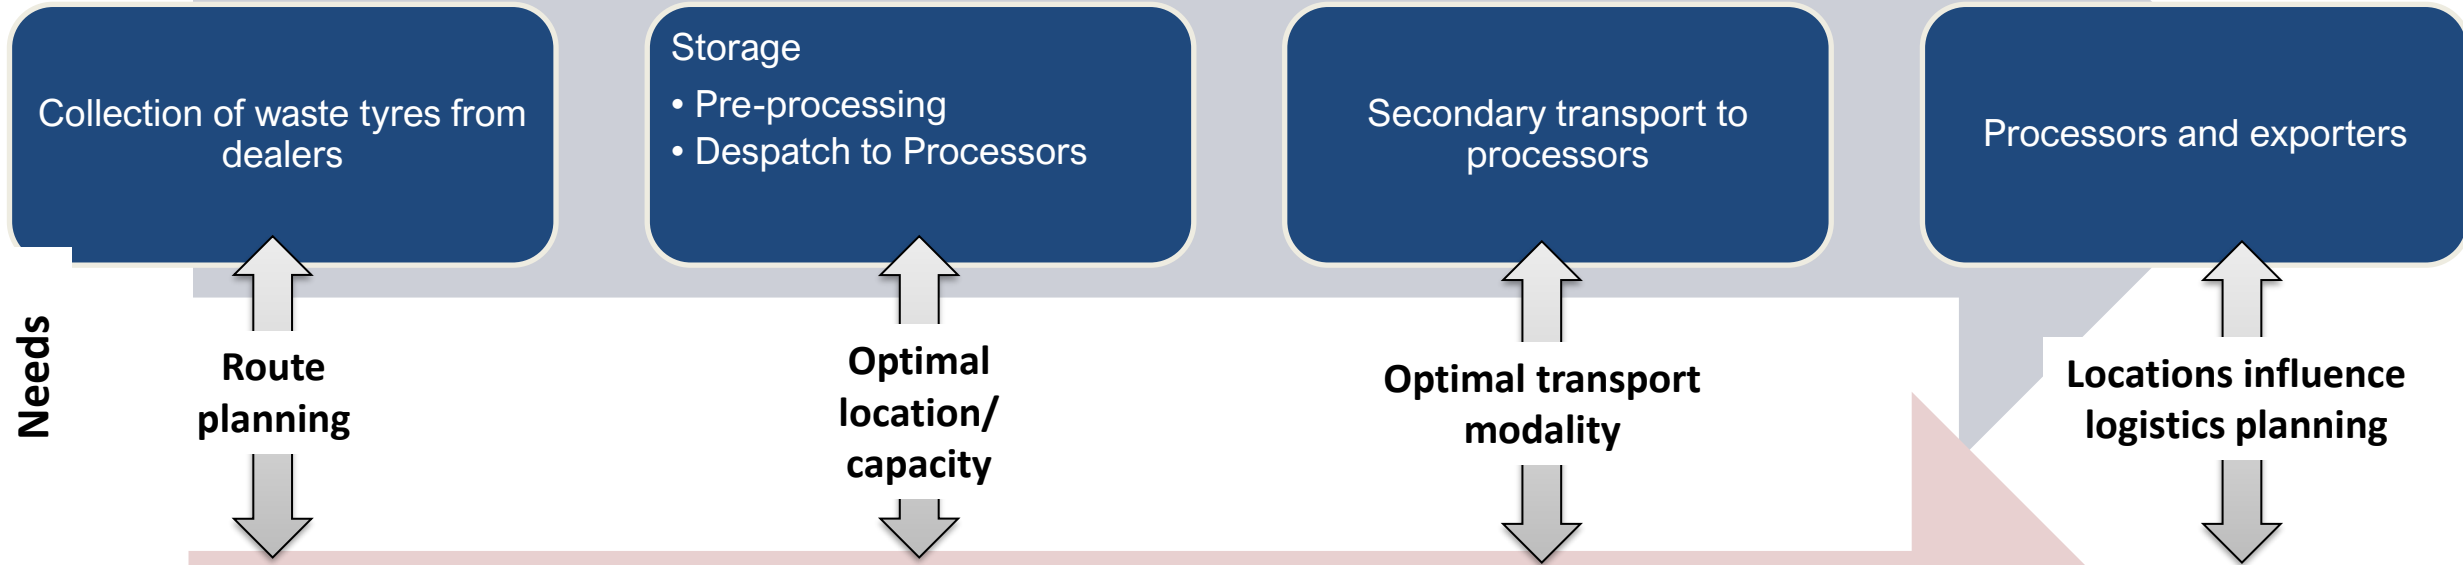 Collection of waste tyres from
dealers
Storage
• Pre-processing
• Despatch to Processors
Secondary transport to
processors
Processors and exporters
Needs
Route
planning
Optimal
location/
capacity
Optimal transport
modality
Locations influence
logistics planning